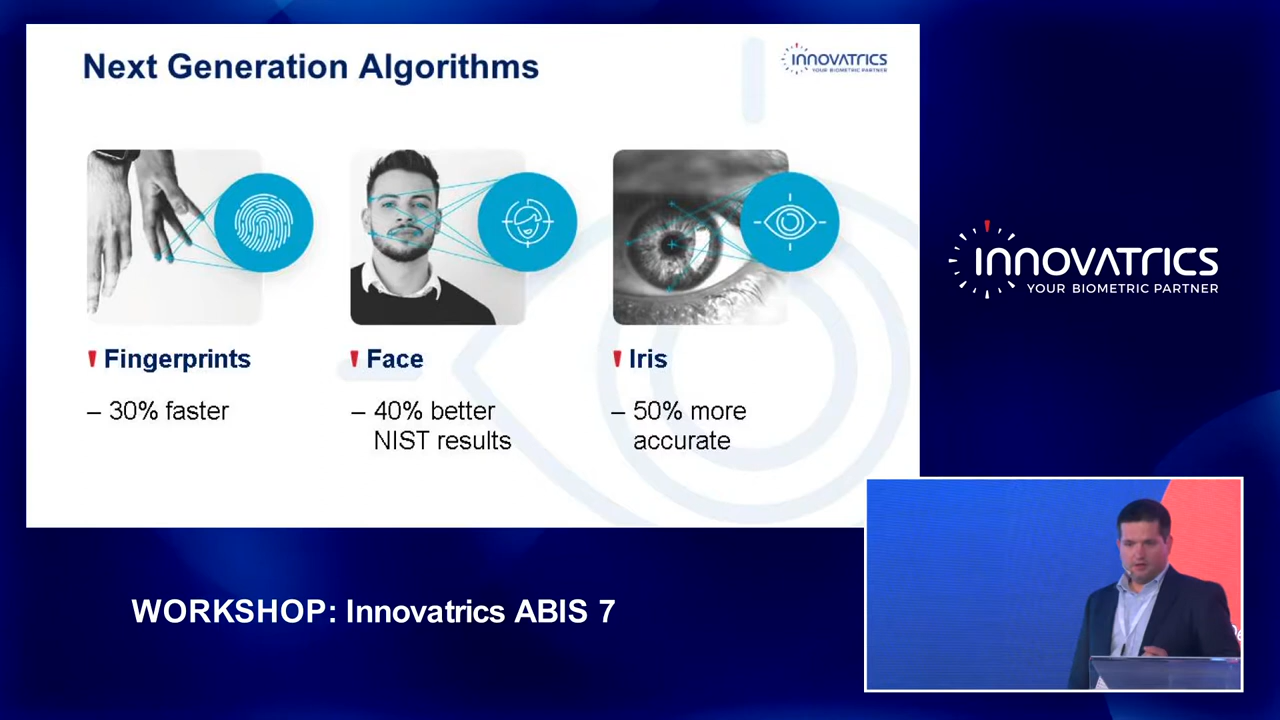 Next Generation Algorithms
INNOVATRICS
YOUR BIOMETRIC PARTNER
Fingerprints
– 30% faster
Face
– 40% better
NIST results
Iris
– 50% more
accurate
INNOVATRICS
YOUR BIOMETRIC PARTNER
WORKSHOP: Innovatrics ABIS 7